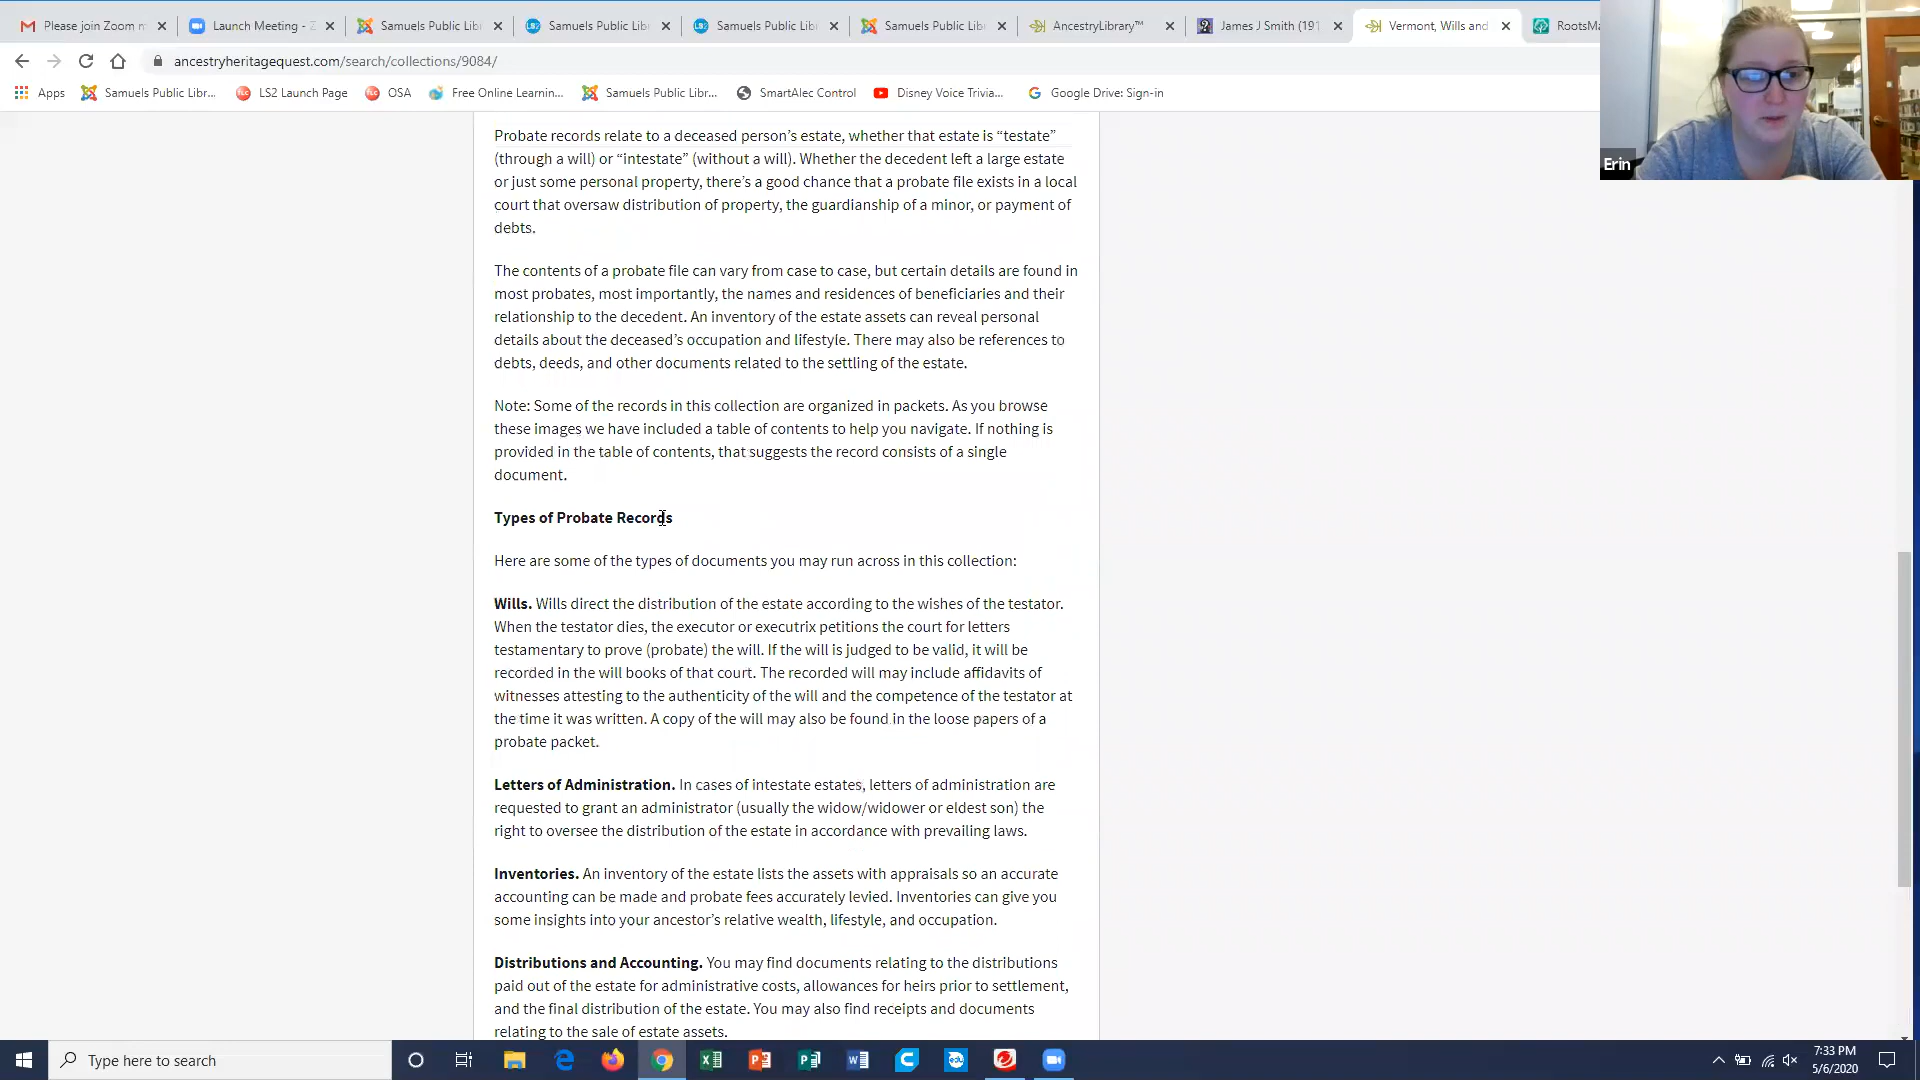 Please join Zoom m
Launch Meeting - Z
Samuels Public Lib
Samuels Public Lib
Samuels Public Lib
Samuels Public Lib
AncestryLibrary™
James J Smith (191
Vermont, Wills and
RootsMa
ancestryheritagequest.com/search/collections/9084/
Apps
Samuels Public Libr...
LS2 Launch Page
OSA
Free Online Learnin...
Samuels Public Libr...
SmartAlec Control
Disney Voice Trivia...
Google Drive: Sign-in
Erin
Probate records relate to a deceased person’s estate, whether that estate is “testate”
(through a will) or “intestate” (without a will). Whether the decedent left a large estate
or just some personal property, there’s a good chance that a probate file exists in a local
court that oversaw distribution of property, the guardianship of a minor, or payment of
debts.
The contents of a probate file can vary from case to case, but certain details are found in
most probates, most importantly, the names and residences of beneficiaries and their
relationship to the decedent. An inventory of the estate assets can reveal personal
details about the deceased’s occupation and lifestyle. There may also be references to
debts, deeds, and other documents related to the settling of the estate.
Note: Some of the records in this collection are organized in packets. As you browse
these images we have included a table of contents to help you navigate. If nothing is
provided in the table of contents, that suggests the record consists of a single
document.
Types of Probate Records
Here are some of the types of documents you may run across in this collection:
Wills. Wills direct the distribution of the estate according to the wishes of the testator.
When the testator dies, the executor or executrix petitions the court for letters
testamentary to prove (probate) the will. If the will is judged to be valid, it will be
recorded in the will books of that court. The recorded will may include affidavits of
witnesses attesting to the authenticity of the will and the competence of the testator at
the time it was written. A copy of the will may also be found in the loose papers of a
probate packet.
Letters of Administration. In cases of intestate estates, letters of administration are
requested to grant an administrator (usually the widow/widower or eldest son) the
right to oversee the distribution of the estate in accordance with prevailing laws.
Inventories. An inventory of the estate lists the assets with appraisals so an accurate
accounting can be made and probate fees accurately levied. Inventories can give you
some insights into your ancestor’s relative wealth, lifestyle, and occupation.
Distributions and Accounting. You may find documents relating to the distributions
paid out of the estate for administrative costs, allowances for heirs prior to settlement,
and the final distribution of the estate. You may also find receipts and documents
relating to the sale of estate assets.
Type here to search
7:33 PM
5/6/2020